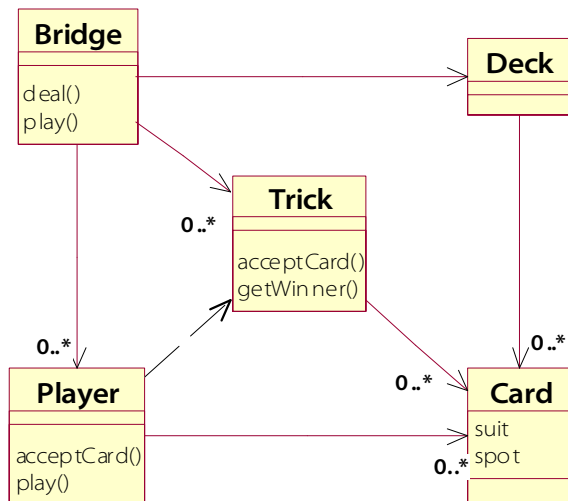 Bridge
deal()
play()
Deck
Trick
0..*
acceptCard()
getWinner()
0..*
0..*
0..*
Player
acceptCard()
play()
Card
suit
spot
0..*